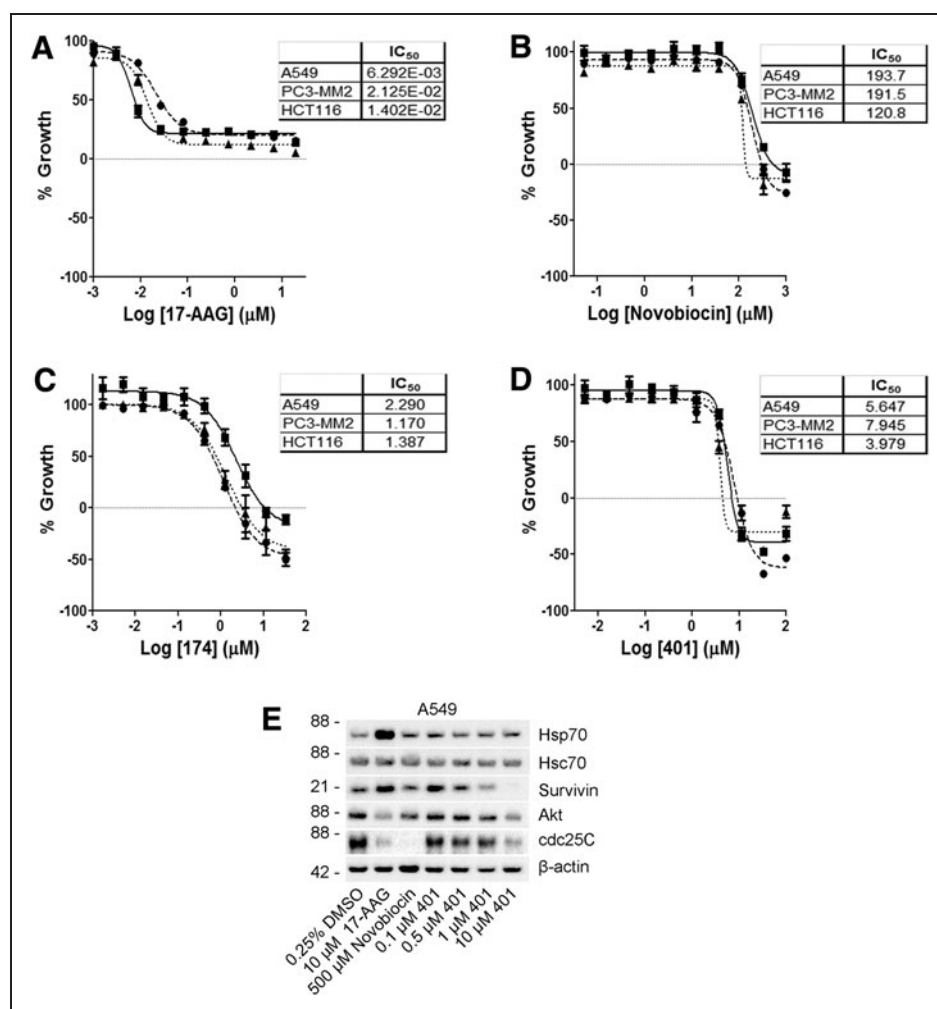 A
IC50
A549 6.292E-03
PC3-MM2 2.125E-02
HCT116 1.402E-02
% Growth
100
50
0
50
-100
-3 -2 -1 0 1
Log [17-AAG] (µM)
B
IC50
A549 193.7
PC3-MM2 191.5
HCT116 120.8
% Growth
100
50
0
50
-100
-1 0 1 2 3
Log [Novobiocin] (µM)
C
IC50
A549 2.290
PC3-MM2 1.170
HCT116 1.387
% Growth
100
50
0
-50
-100
-3 -2 -1 0 1 2
Log [174] (µM)
D
IC50
A549 5.647
PC3-MM2 7.945
HCT116 3.979
% Growth
100
50
0
50
-100
-2 -1 0 1 2
Log [401] (µM)
E
A549
88 - Hsp70
88 - Hsc70
21 - Survivin
88 - Akt
88 - cdc25C
42 - β-actin
0.25% DMSO
10 µM 17-AAG
500 µM Novobiocin
0.1 µM 401
0.5 µM 401
1 µM 401
10 µM 401